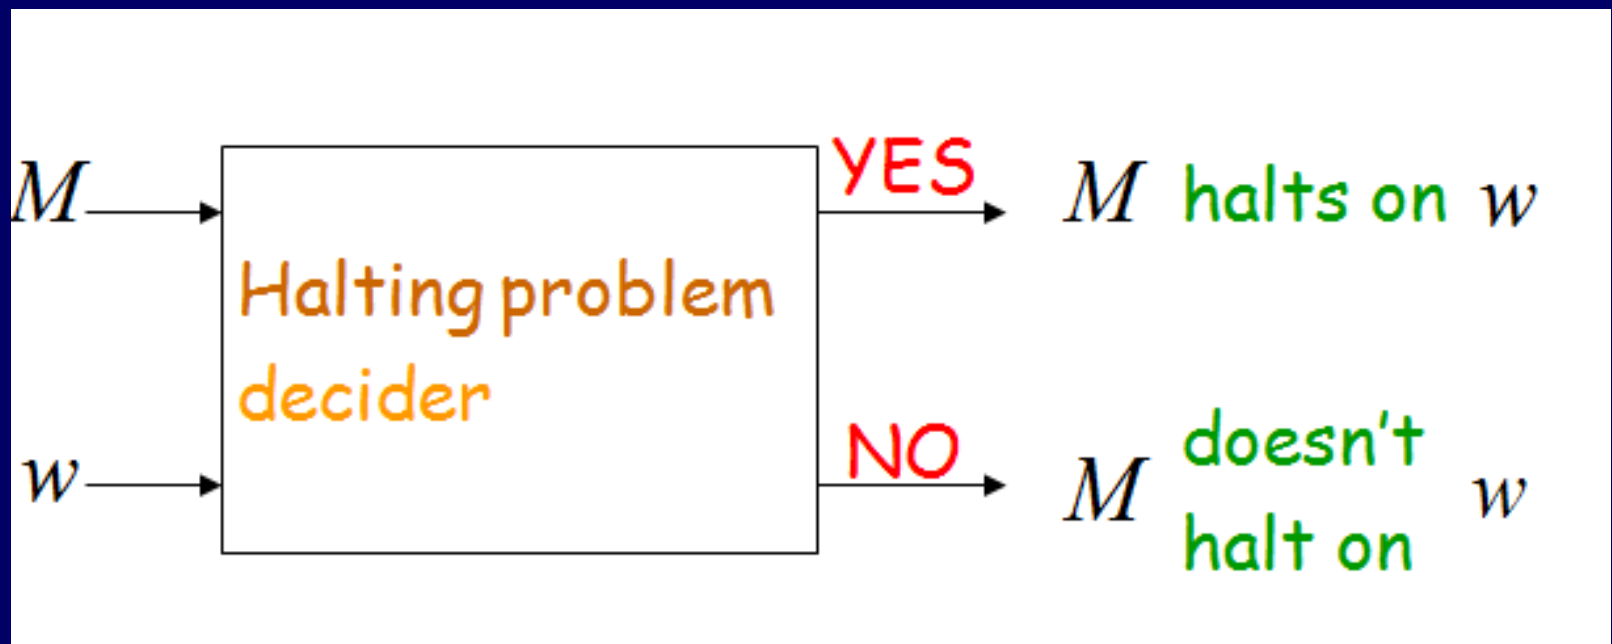 M
YES
M halts on w
Halting problem
decider
w
NO
M doesn't
halt on w